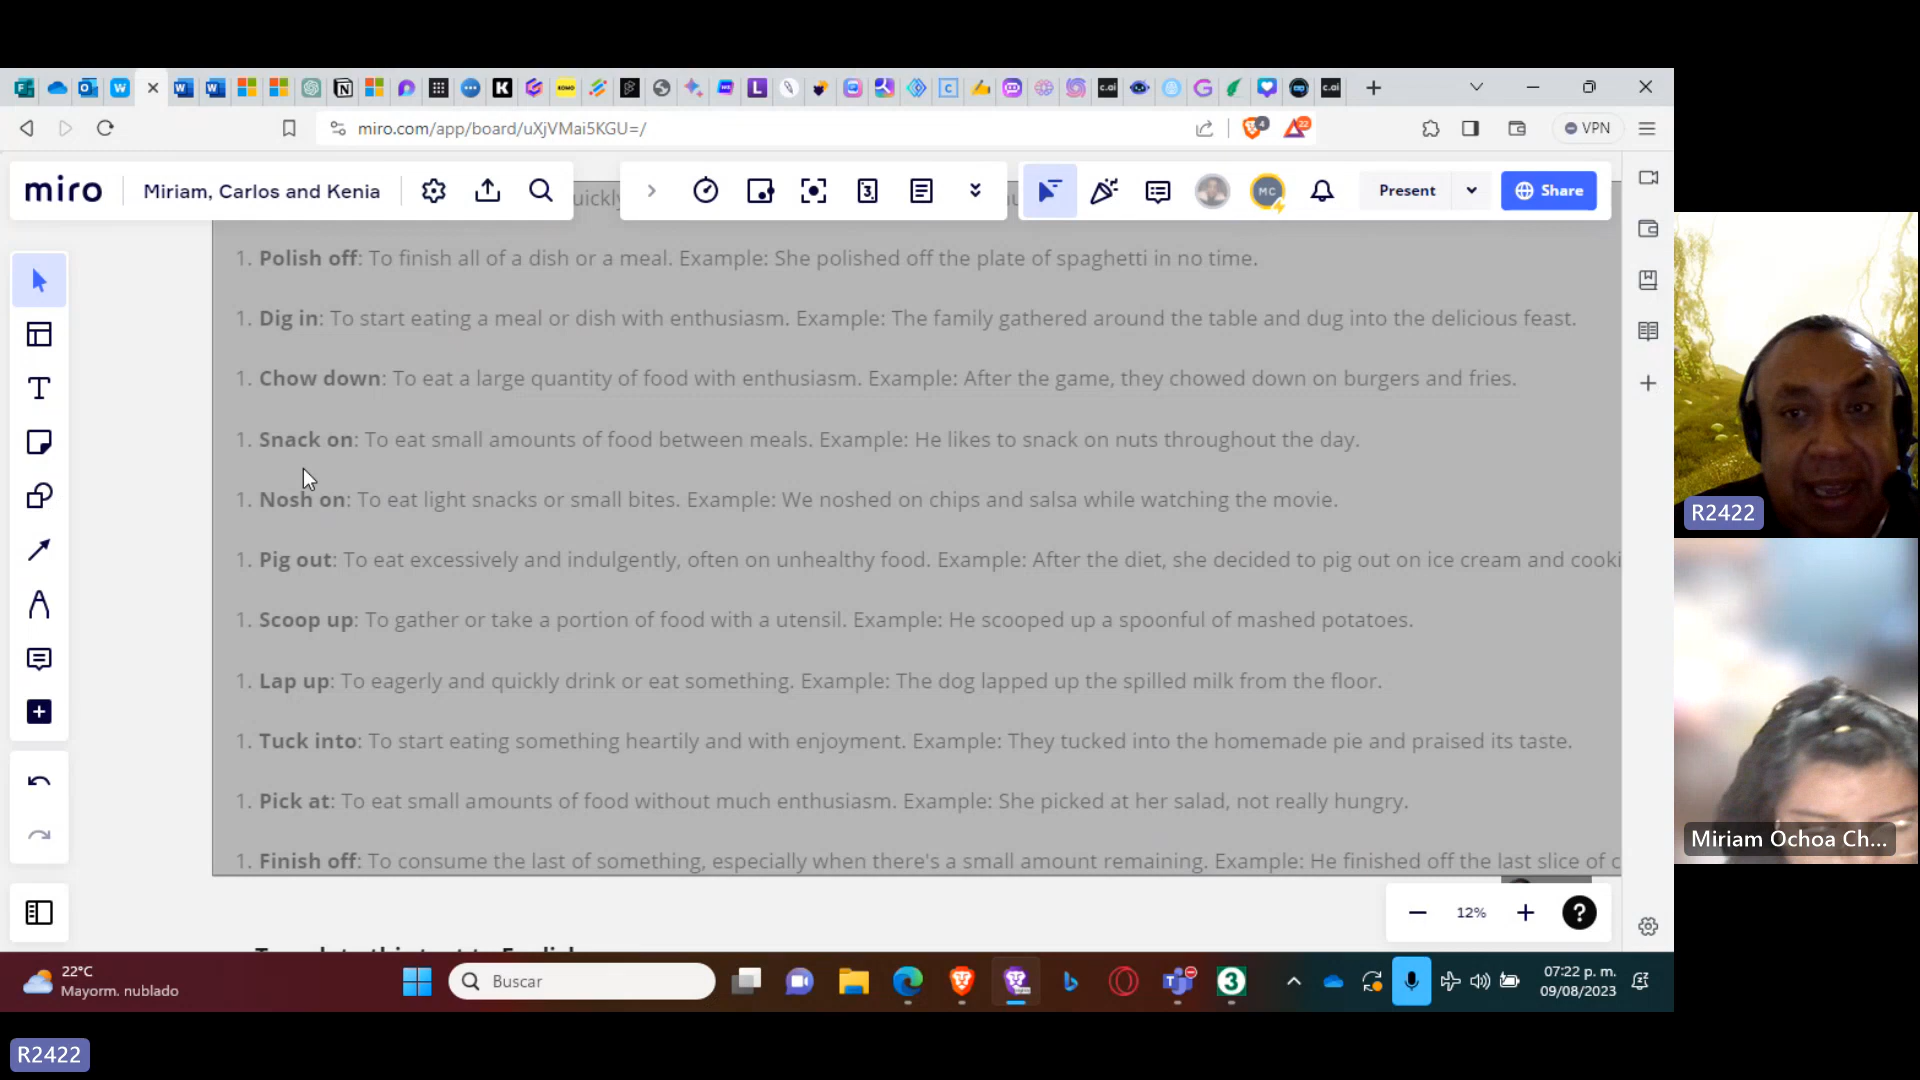 miro.com/app/board/uXjVMai5KGU=/
VPN
miro
Miriam, Carlos and Kenia
MC
Present
Share
1. Polish off: To finish all of a dish or a meal. Example: She polished off the plate of spaghetti in no time.
1. Dig in: To start eating a meal or dish with enthusiasm. Example: The family gathered around the table and dug into the delicious feast.
1. Chow down: To eat a large quantity of food with enthusiasm. Example: After the game, they chowed down on burgers and fries.
1. Snack on: To eat small amounts of food between meals. Example: He likes to snack on nuts throughout the day.
1. Nosh on: To eat light snacks or small bites. Example: We noshed on chips and salsa while watching the movie.
1. Pig out: To eat excessively and indulgently, often on unhealthy food. Example: After the diet, she decided to pig out on ice cream and cooki
1. Scoop up: To gather or take a portion of food with a utensil. Example: He scooped up a spoonful of mashed potatoes.
1. Lap up: To eagerly and quickly drink or eat something. Example: The dog lapped up the spilled milk from the floor.
1. Tuck into: To start eating something heartily and with enjoyment. Example: They tucked into the homemade pie and praised its taste.
1. Pick at: To eat small amounts of food without much enthusiasm. Example: She picked at her salad, not really hungry.
1. Finish off: To consume the last of something, especially when there's a small amount remaining. Example: He finished off the last slice of c
12%
R2422
Miriam Ochoa Ch...
22°C
Mayorm. nublado
Buscar
07:22 p. m.
09/08/2023
R2422